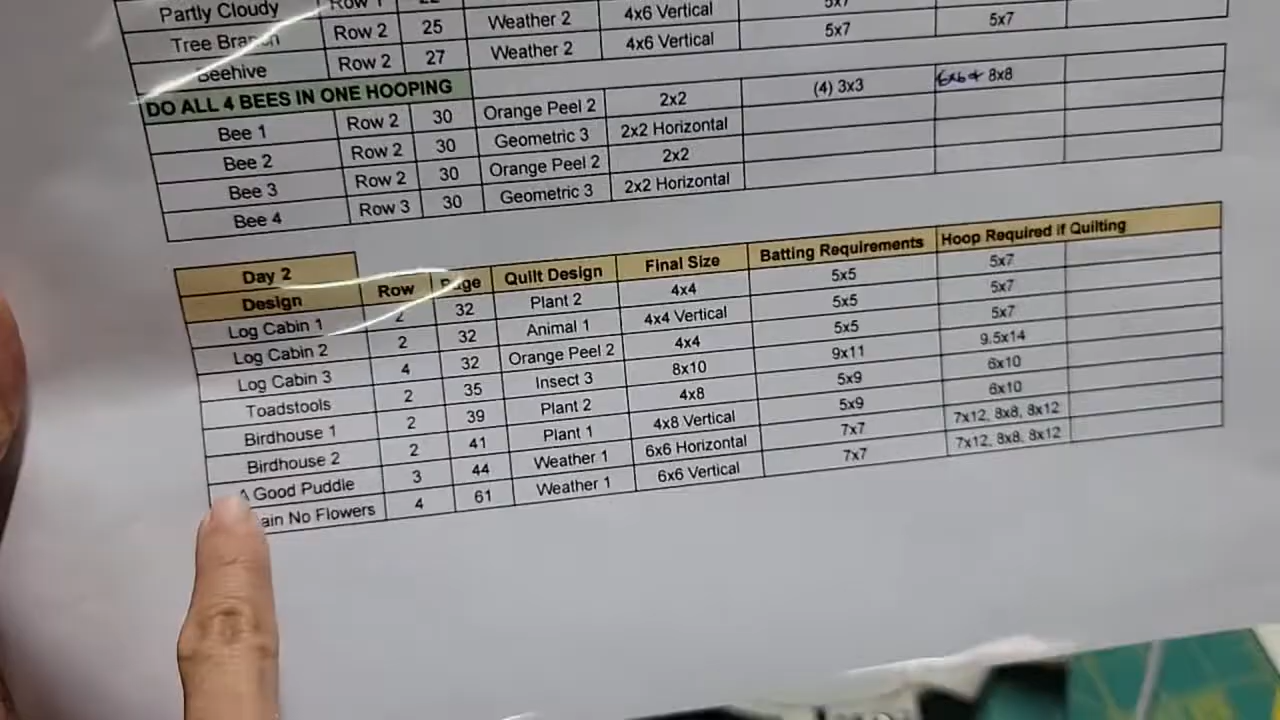 Partly Cloudy Row 1
Tree Branch Row 2 25 Weather 2 4x6 Vertical 5x7
Beehive Row 2 27 Weather 2 4x6 Vertical 5x7 5x7
DO ALL 4 BEES IN ONE HOOPING
Bee 1 Row 2 30 Orange Peel 2 2x2 (4) 3x3 6x6 + 8x8
Bee 2 Row 2 30 Geometric 3 2x2 Horizontal
Bee 3 Row 2 30 Orange Peel 2 2x2
Bee 4 Row 3 30 Geometric 3 2x2 Horizontal
Day 2
Design Row Page Quilt Design Final Size Batting Requirements Hoop Required if Quilting
Log Cabin 1 2 32 Plant 2 4x4 5x5 5x7
Log Cabin 2 2 32 Animal 1 4x4 Vertical 5x5 5x7
Log Cabin 3 4 32 Orange Peel 2 4x4 5x5 5x7
Toadstools 2 35 Insect 3 8x10 9x11 9.5x14
Birdhouse 1 2 39 Plant 2 4x8 5x9 6x10
Birdhouse 2 2 41 Plant 1 4x8 Vertical 5x9 6x10
A Good Puddle 3 44 Weather 1 6x6 Horizontal 7x7 7x12, 8x8, 8x12
ain No Flowers 4 61 Weather 1 6x6 Vertical 7x7 7x12, 8x8, 8x12